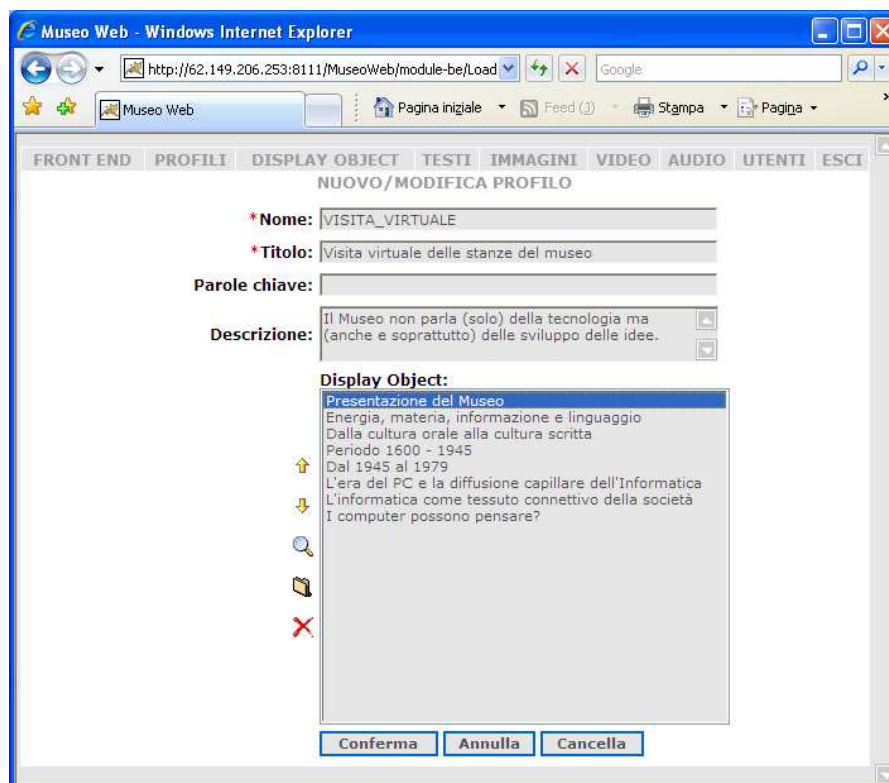 Museo Web - Windows Internet Explorer
http://62.149.206.253:8111/MuseoWeb/module-be/Load
Google
Museo Web
Pagina iniziale
Feed (J)
Stampa
Pagina
»
FRONT END PROFILI DISPLAY OBJECT TESTI IMMAGINI VIDEO AUDIO UTENTI ESCI
NUOVO/MODIFICA PROFILO
*Nome: VISITA_VIRTUALE
*Titolo: Visita virtuale delle stanze del museo
Parole chiave:
Descrizione: Il Museo non parla (solo) della tecnologia ma
(anche e soprattutto) delle sviluppo delle idee.
Display Object:
Presentazione del Museo
Energia, materia, informazione e linguaggio
Dalla cultura orale alla cultura scritta
Periodo 1600 - 1945
Dal 1945 al 1979
L'era del PC e la diffusione capillare dell'Informatica
L'informatica come tessuto connettivo della società
I computer possono pensare?
Conferma Annulla Cancella